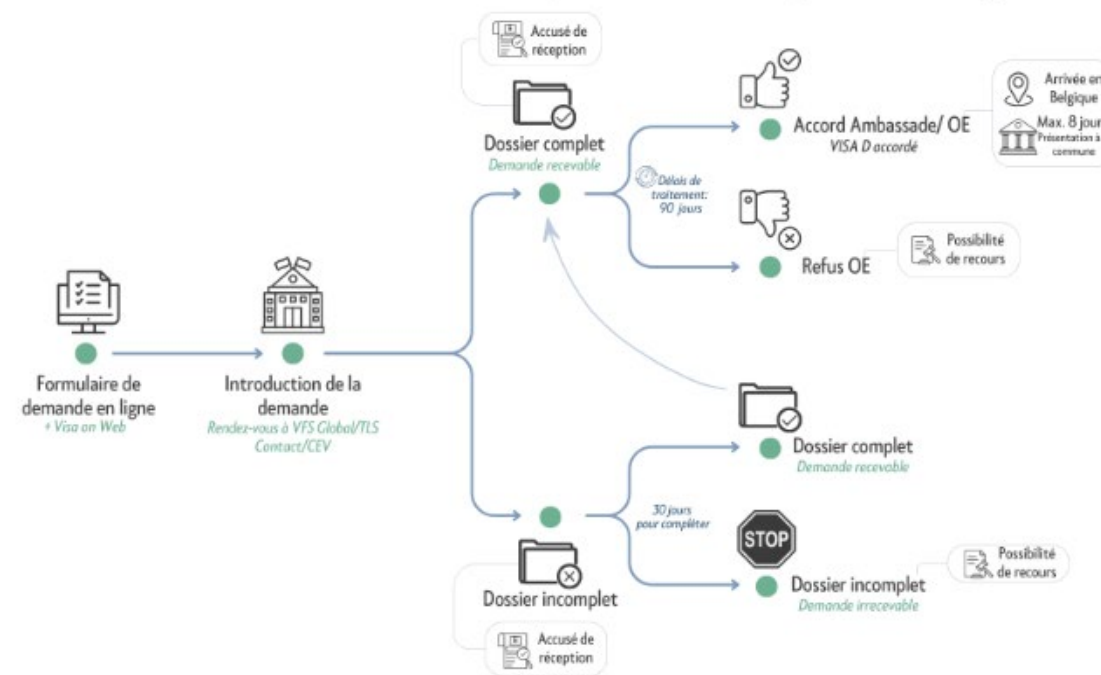 Accusé de
réception
Dossier complet
Demande recevable
Délais de
traitement:
90 jours
Accord Ambassade/ OE
VISA D accordé
Arrivée en
Belgique
Max. 8 jour
Présentation à
commune
Refus OE
Possibilité
de recours
Formulaire de
demande en ligne
+ Visa on Web
Introduction de la
demande
Rendez-vous à VFS Global/TLS
Contact/CEV
Dossier complet
Demande recevable
30 jours
pour compléter
STOP
Dossier incomplet
Demande irrecevable
Possibilité
de recours
Dossier incomplet
Accusé de
réception